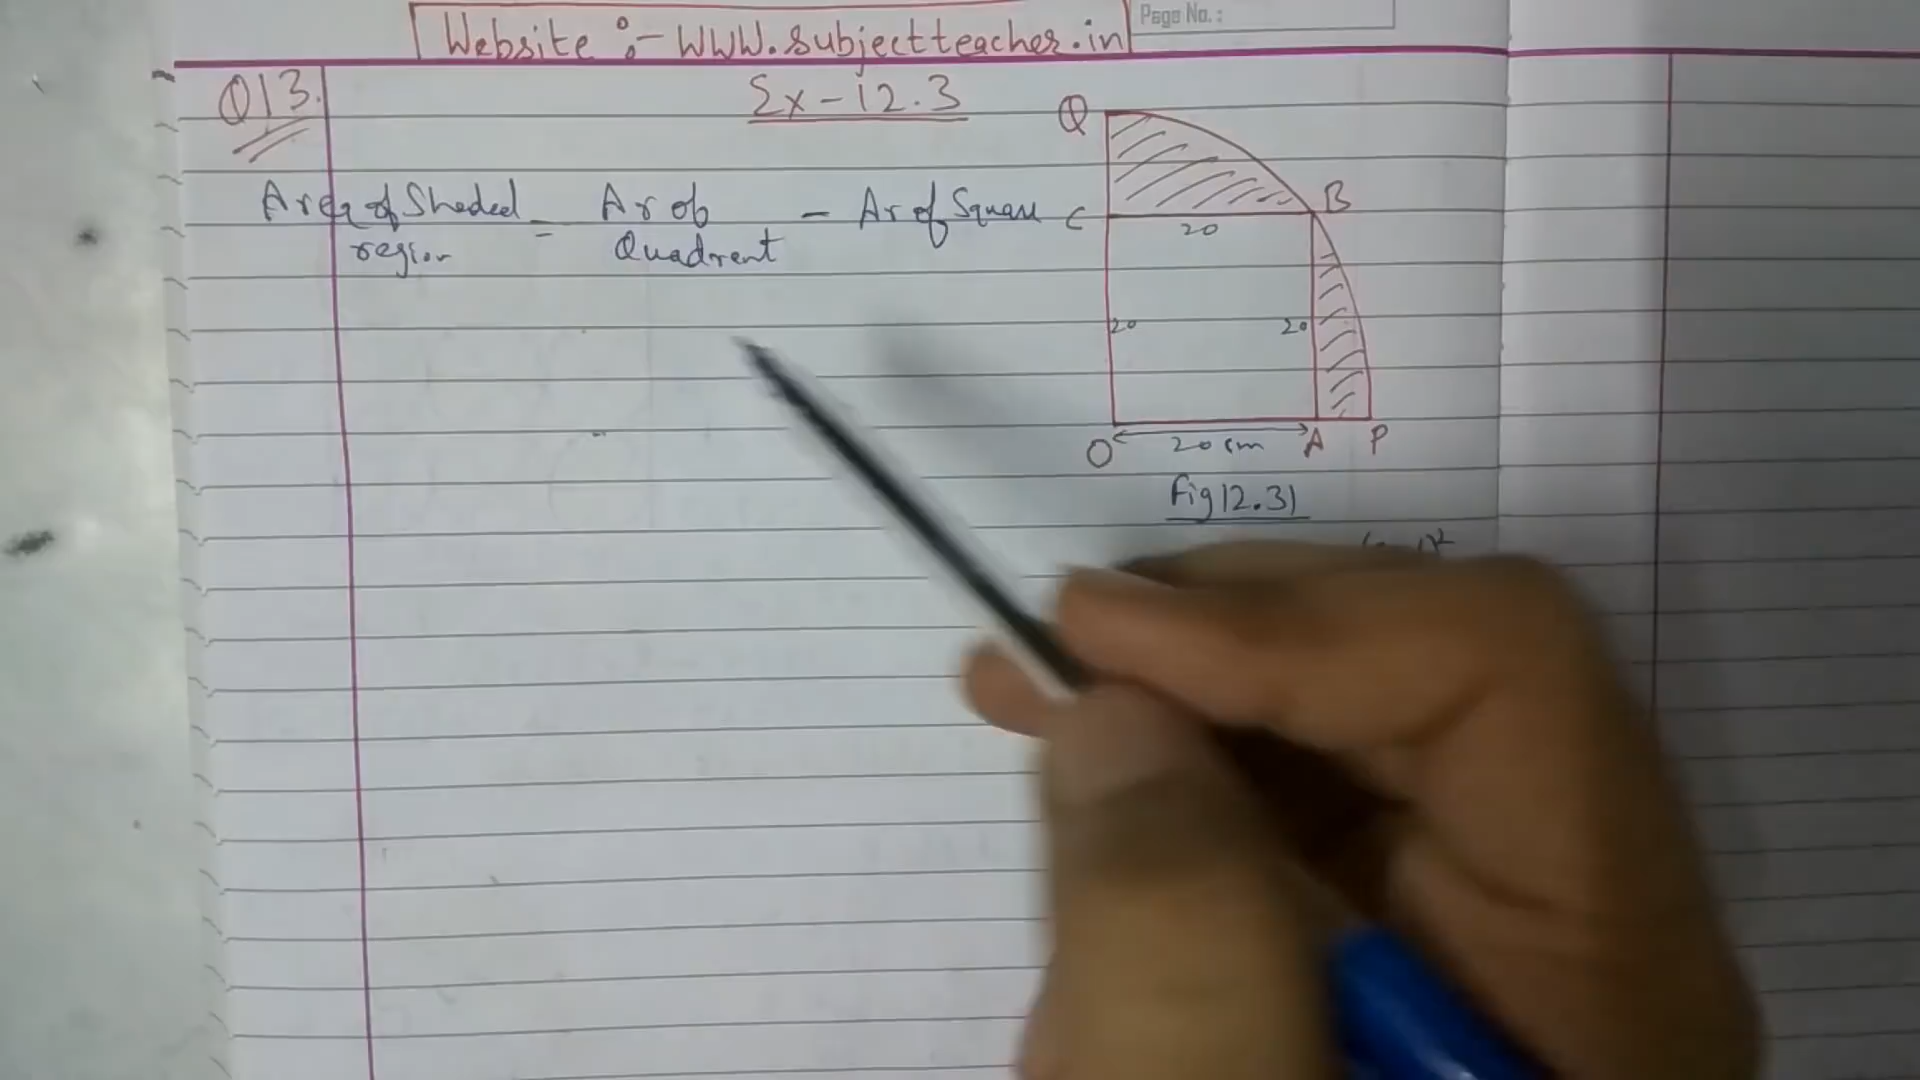 Page No. :
Website :- WWW.subjectteacher.in
Q13.
Ex - 12.3
Area of Shaded region = Ar of Quadrent - Ar of Square
Q
B
C
20
20
20
O
20 cm
A
P
Fig 12.31